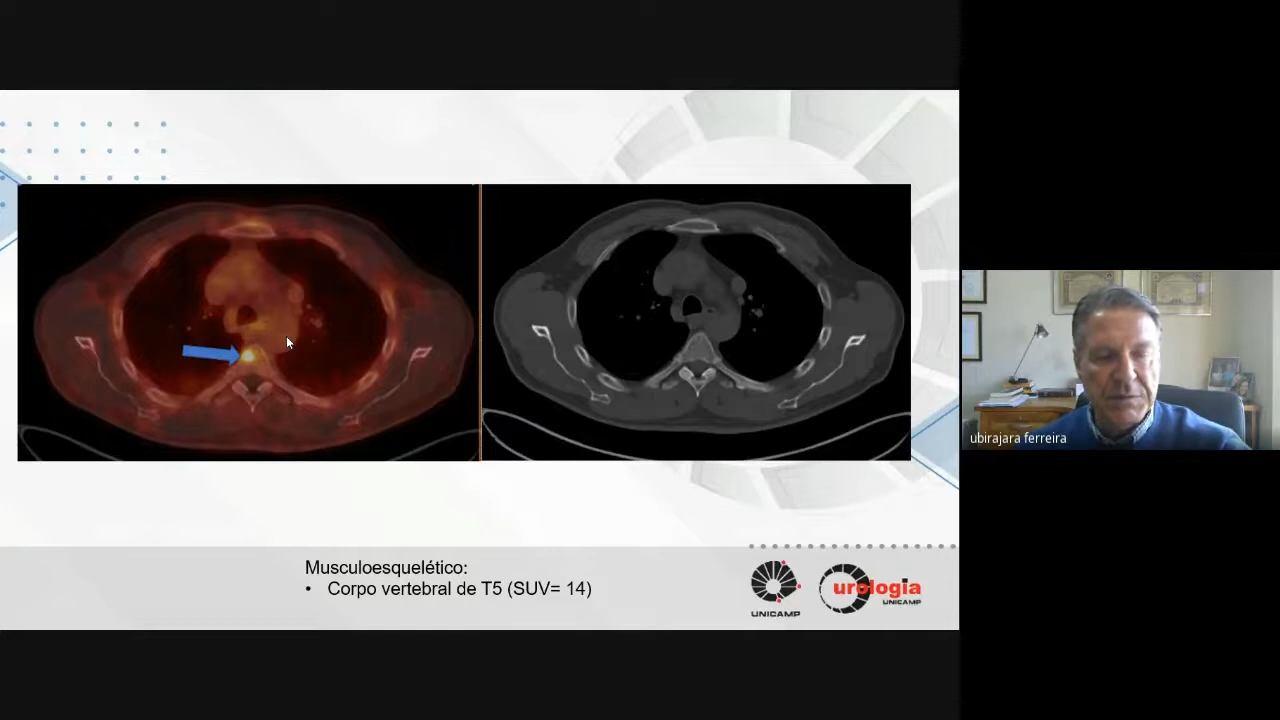 Musculoesquelético:
• Corpo vertebral de T5 (SUV= 14)
UNICAMP
urologia
UNICAMP
ubirajara ferreira